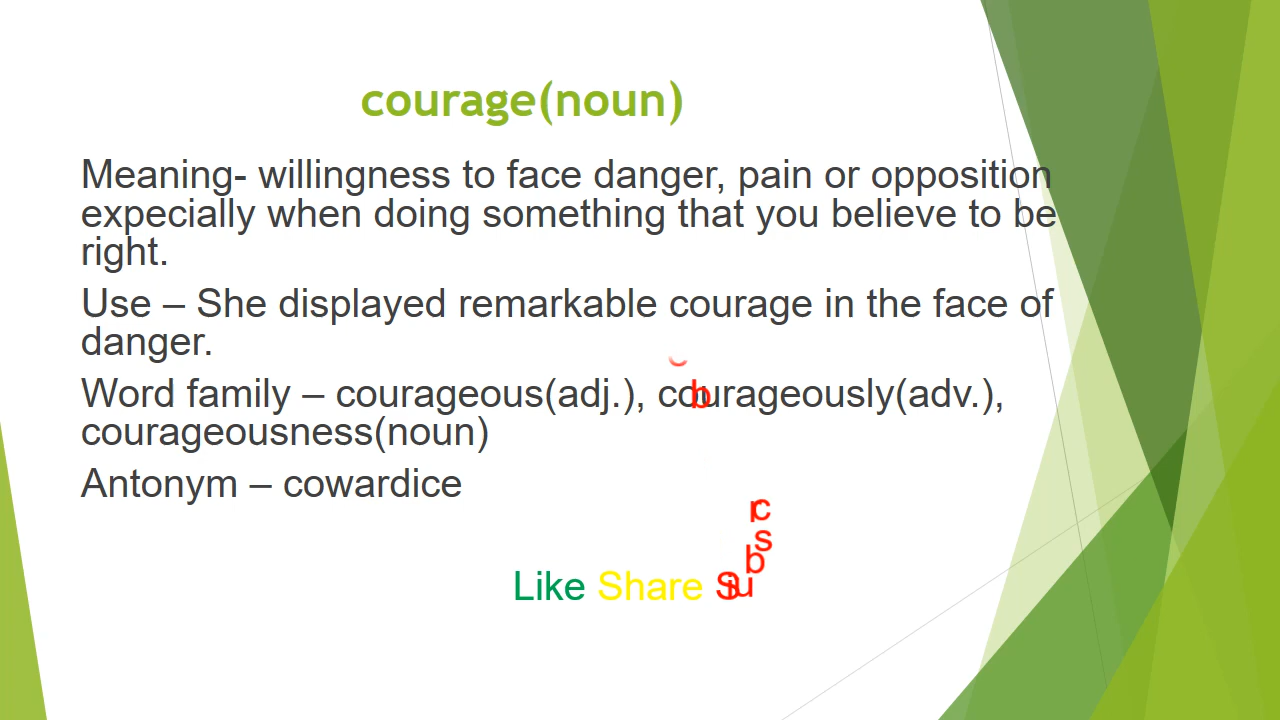 courage(noun)
Meaning- willingness to face danger, pain or opposition
expecially when doing something that you believe to be
right.
Use – She displayed remarkable courage in the face of
danger.
Word family – courageous(adj.), courageously(adv.),
courageousness(noun)
Antonym – cowardice
Like Share